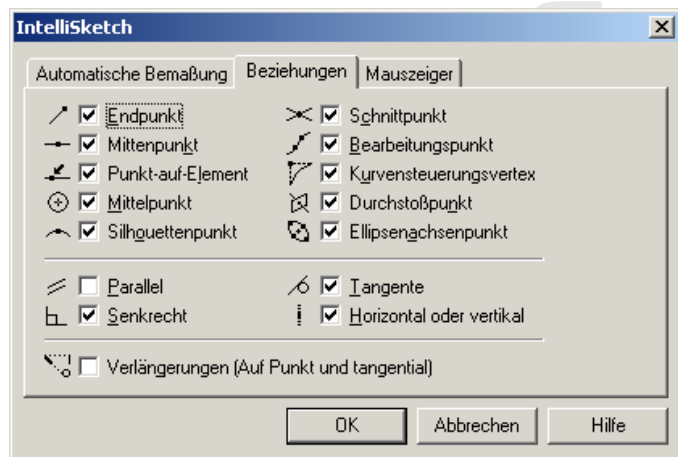 IntelliSketch
Automatische Bemaßung Beziehungen Mauszeiger
Endpunkt Schnittpunkt
Mittenpunkt Bearbeitungspunkt
Punkt-auf-Element Kurvensteuerungsvertex
Mittelpunkt Durchstoßpunkt
Silhouettenpunkt Ellipsenachsenpunkt
Parallel Tangente
Senkrecht Horizontal oder vertikal
Verlängerungen (Auf Punkt und tangential)
OK Abbrechen Hilfe